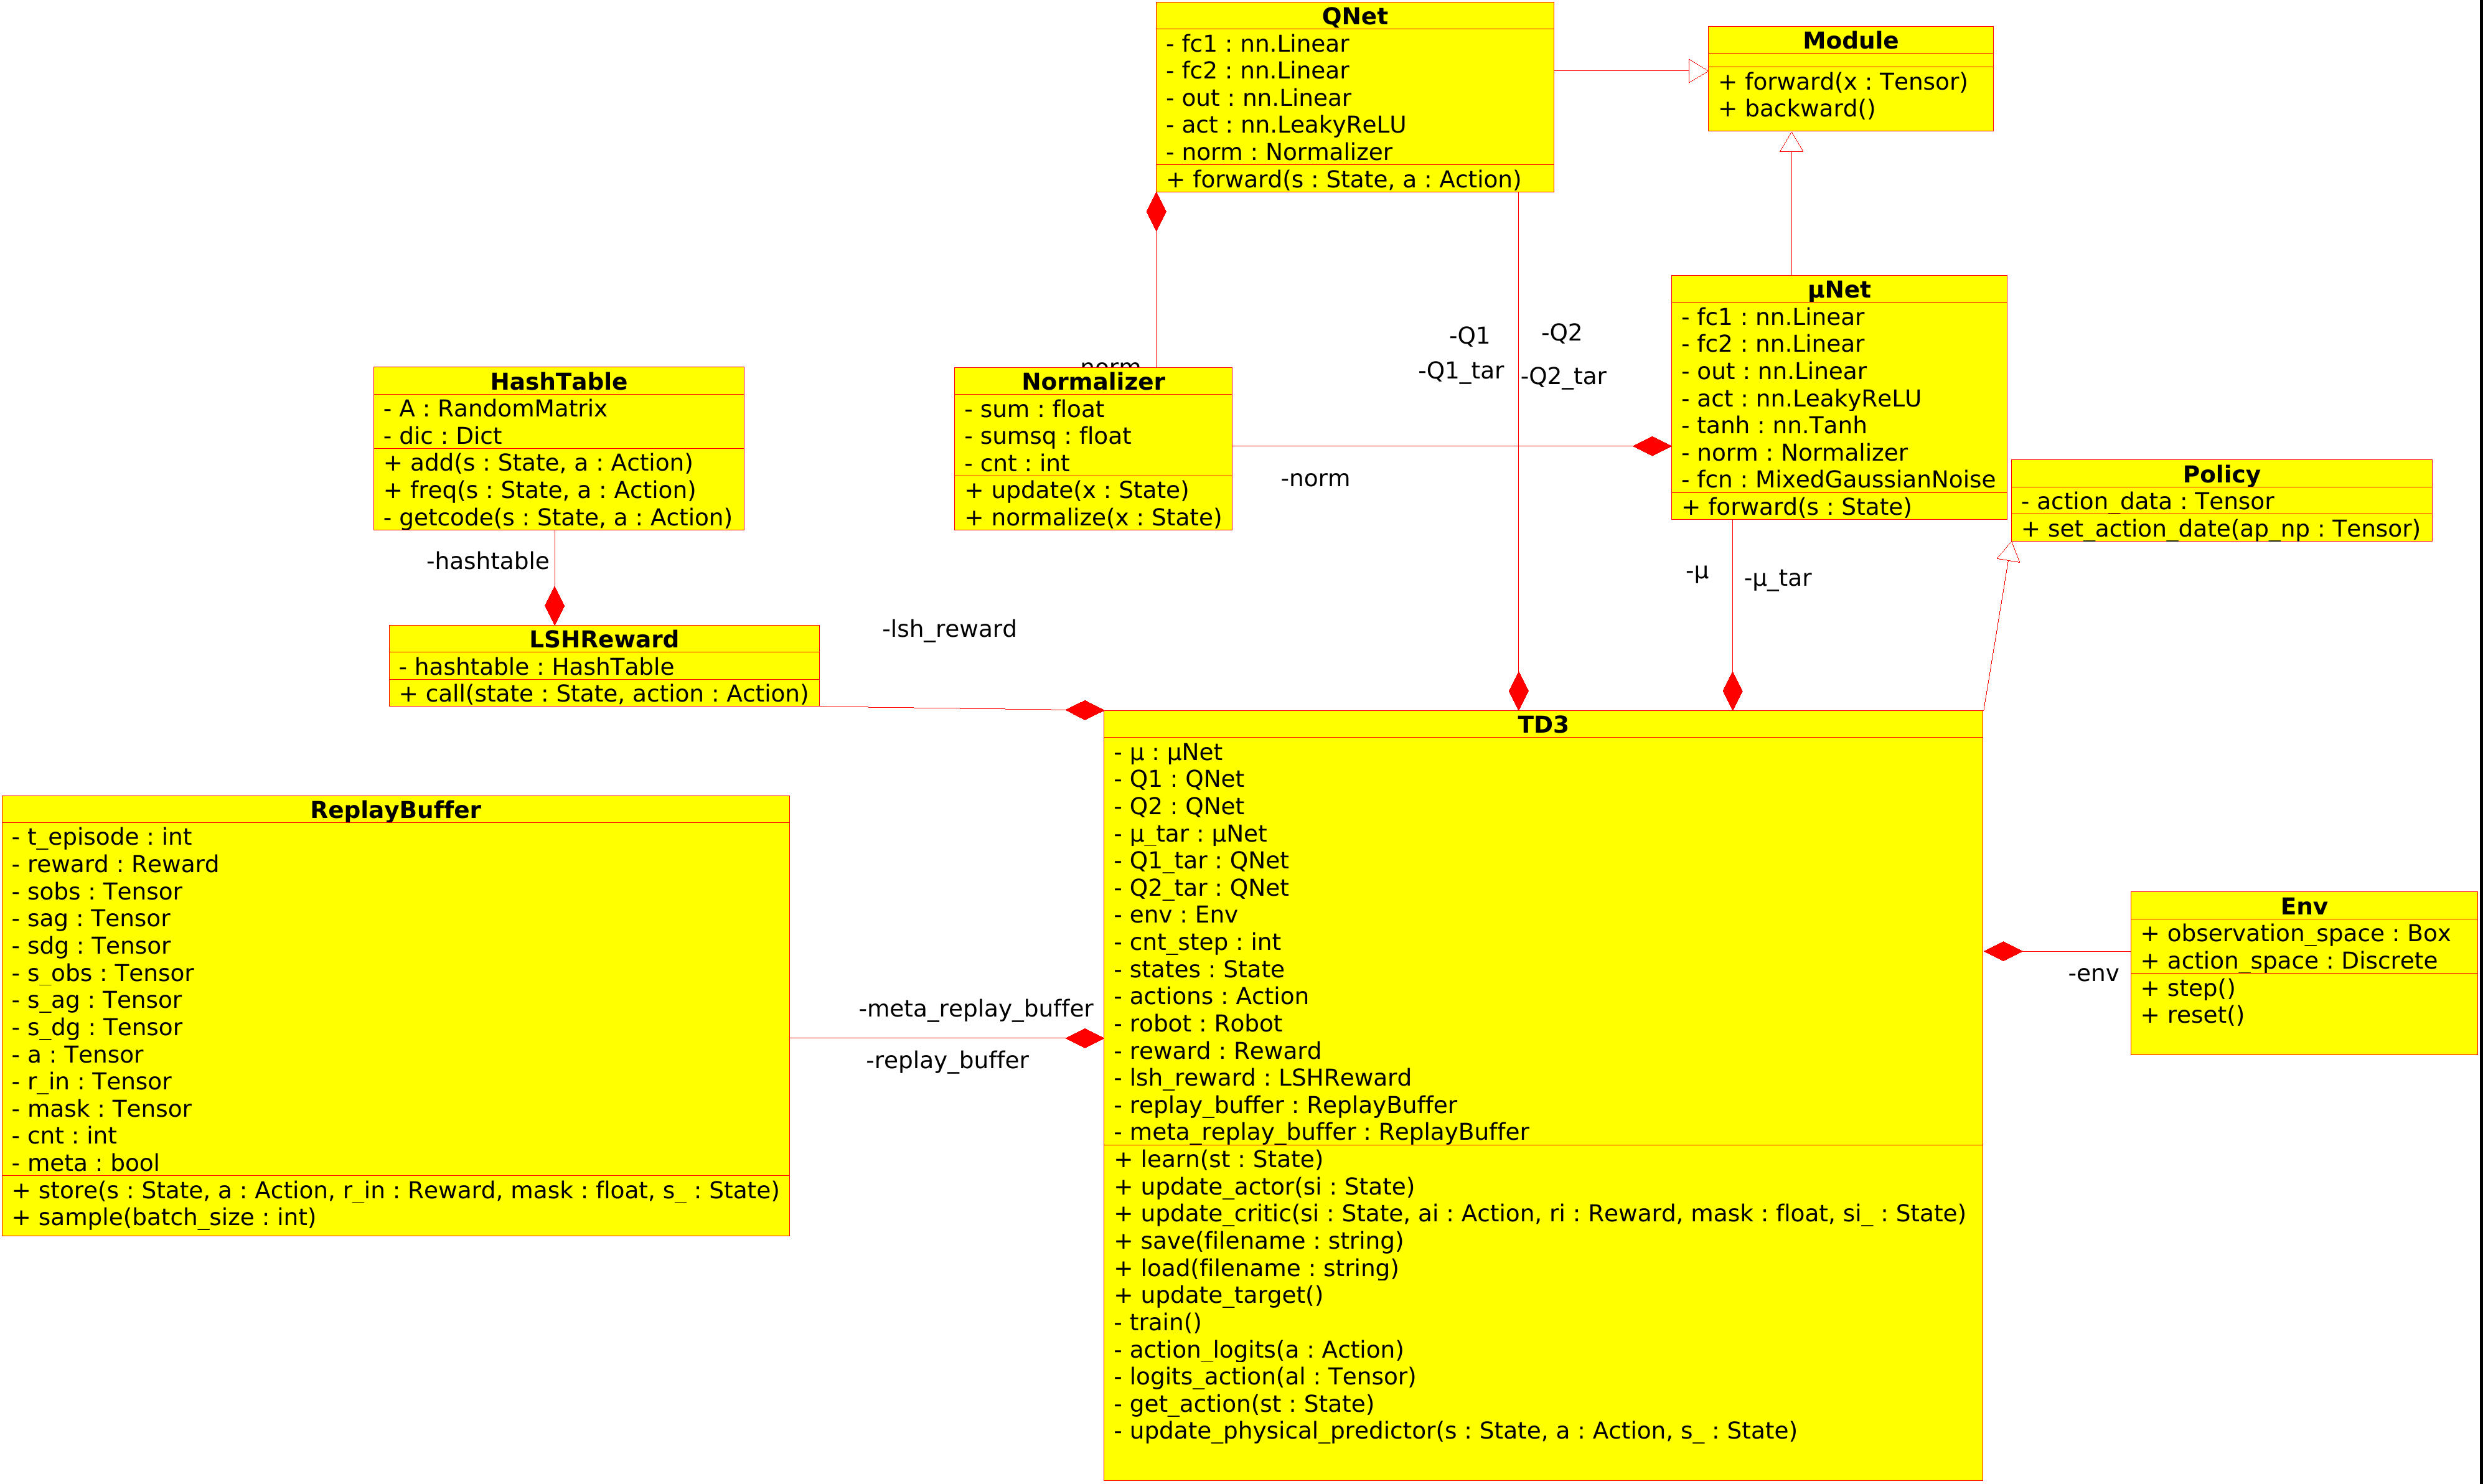 QNet
- fc1 : nn.Linear
- fc2 : nn.Linear
- out : nn.Linear
- act : nn.LeakyReLU
- norm : Normalizer
+ forward(s : State, a : Action)
Module
+ forward(x : Tensor)
+ backward()
µNet
- fc1 : nn.Linear
- fc2 : nn.Linear
- out : nn.Linear
- act : nn.LeakyReLU
- tanh : nn.Tanh
- norm : Normalizer
- fcn : MixedGaussianNoise
+ forward(s : State)
-Q1
-Q2
-Q1_tar
-Q2_tar
norm
HashTable
- A : RandomMatrix
- dic : Dict
+ add(s : State, a : Action)
+ freq(s : State, a : Action)
- getcode(s : State, a : Action)
Normalizer
- sum : float
- sumsq : float
- cnt : int
+ update(x : State)
+ normalize(x : State)
-norm
Policy
- action_data : Tensor
+ set_action_date(ap_np : Tensor)
-hashtable
-µ
-µ_tar
LSHReward
- hashtable : HashTable
+ call(state : State, action : Action)
-lsh_reward
TD3
- µ : µNet
- Q1 : QNet
- Q2 : QNet
- µ_tar : µNet
- Q1_tar : QNet
- Q2_tar : QNet
- env : Env
- cnt_step : int
- states : State
- actions : Action
- robot : Robot
- reward : Reward
- lsh_reward : LSHReward
- replay_buffer : ReplayBuffer
- meta_replay_buffer : ReplayBuffer
+ learn(st : State)
+ update_actor(si : State)
+ update_critic(si : State, ai : Action, ri : Reward, mask : float, si_ : State)
+ save(filename : string)
+ load(filename : string)
+ update_target()
- train()
- action_logits(a : Action)
- logits_action(al : Tensor)
- get_action(st : State)
- update_physical_predictor(s : State, a : Action, s_ : State)
ReplayBuffer
- t_episode : int
- reward : Reward
- sobs : Tensor
- sag : Tensor
- sdg : Tensor
- s_obs : Tensor
- s_ag : Tensor
- s_dg : Tensor
- a : Tensor
- r_in : Tensor
- mask : Tensor
- cnt : int
- meta : bool
+ store(s : State, a : Action, r_in : Reward, mask : float, s_ : State)
+ sample(batch_size : int)
-meta_replay_buffer
-replay_buffer
Env
+ observation_space : Box
+ action_space : Discrete
+ step()
+ reset()
-env